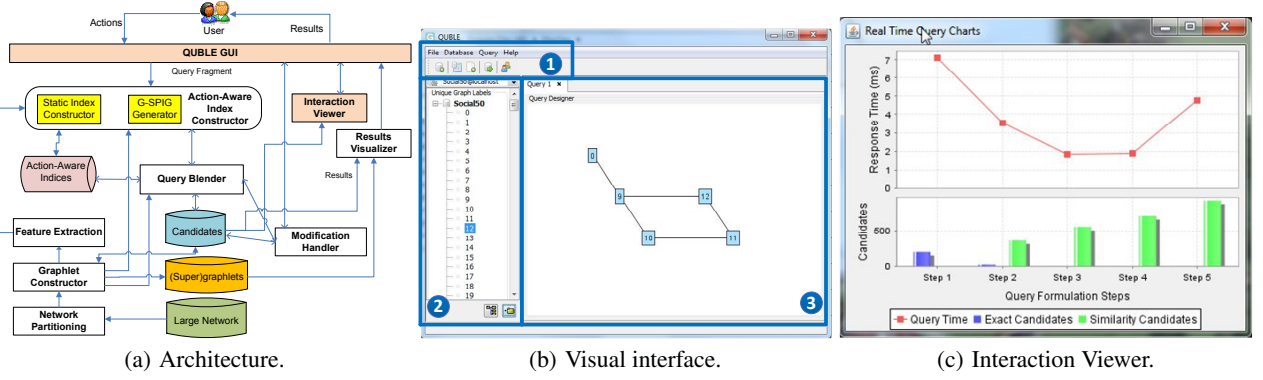 Actions
User
Results
QUBLE GUI
Query Fragment
Static Index
Constructor
G-SPIG
Generator
Action-Aware
Index
Constructor
Interaction
Viewer
Results
Visualizer
Action-Aware
Indices
Query Blender
Results
Feature Extraction
Candidates
Modification
Handler
Graphlet
Constructor
(Super)graphlets
Network
Partitioning
Large Network
(a) Architecture.
QUBLE
File Database Query Help
1
Social50@localhost
Unique Graph Labels
Social50
0
1
2
3
4
5
6
7
8
9
10
11
12
13
14
15
16
17
18
19
2
Query 1
Query Designer
0
9
12
10
11
3
(b) Visual interface.
Real Time Query Charts
Response Time (ms)
7
6
5
4
3
2
1
0
Candidates
500
0
Step 1 Step 2 Step 3 Step 4 Step 5
Query Formulation Steps
Query Time Exact Candidates Similarity Candidates
(c) Interaction Viewer.